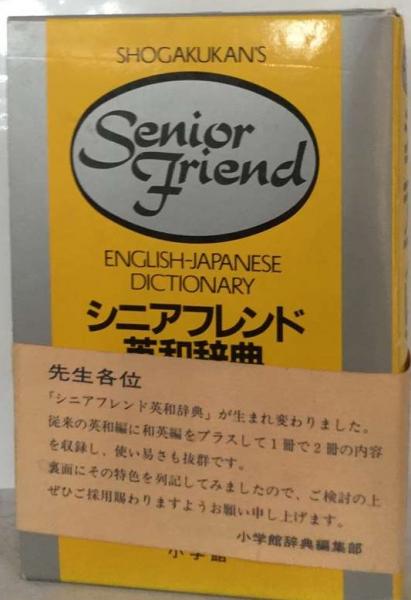 SHOGAKUKAN'S
Senior
Friend
ENGLISH-JAPANESE
DICTIONARY
シニアフレンド
英和辞典
先生各位
「シニアフレンド英和辞典」が生まれ変わりました。
従来の英和編に和英編をプラスして1冊で2冊の内容
を収録し、使い易さも抜群です。
裏面にその特色を列記してみましたので、ご検討の上
ぜひご採用賜わりますようお願い申し上げます。
小学館辞典編集部
小学館